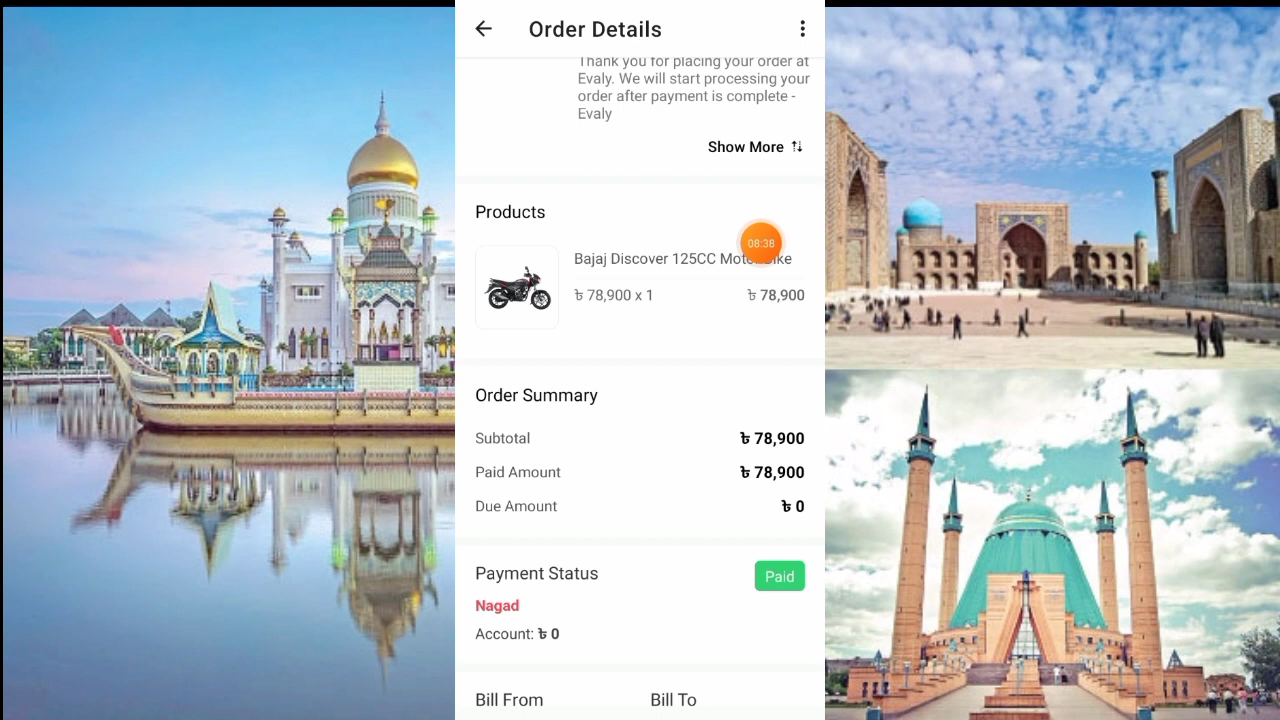 Order Details
Thank you for placing your order at
Evaly. We will start processing your
order after payment is complete -
Evaly
Show More
Products
08:38
Bajaj Discover 125CC Motorbike
৳ 78,900 x 1
৳ 78,900
Order Summary
Subtotal
৳ 78,900
Paid Amount
৳ 78,900
Due Amount
৳ 0
Payment Status
Paid
Nagad
Account: ৳ 0
Bill From
Bill To